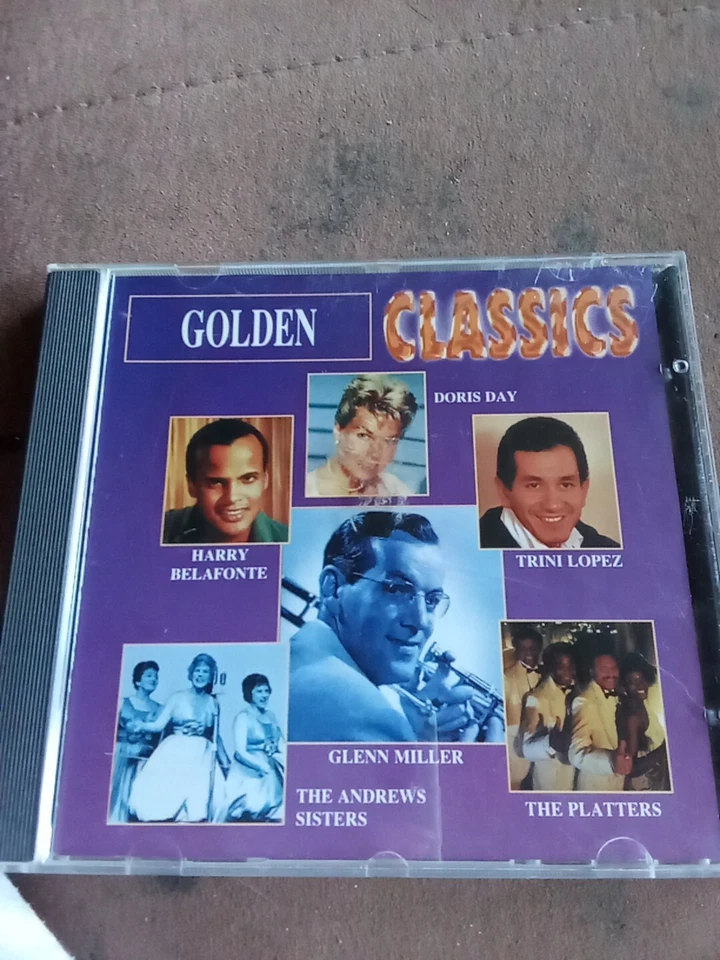 GOLDEN CLASSICS
DORIS DAY
HARRY
BELAFONTE
TRINI LOPEZ
GLENN MILLER
THE ANDREWS
SISTERS
THE PLATTERS